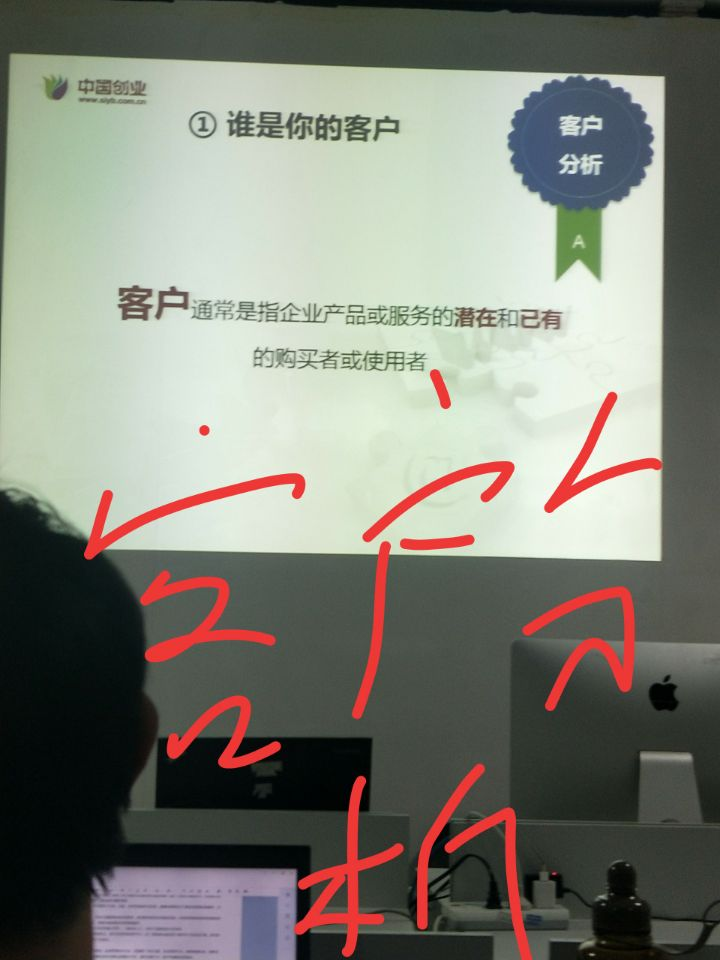 中国创业
www.siyb.com.cn
① 谁是你的客户
客户
分析
A
客户通常是指企业产品或服务的潜在和已有
的购买者或使用者
客户分
析